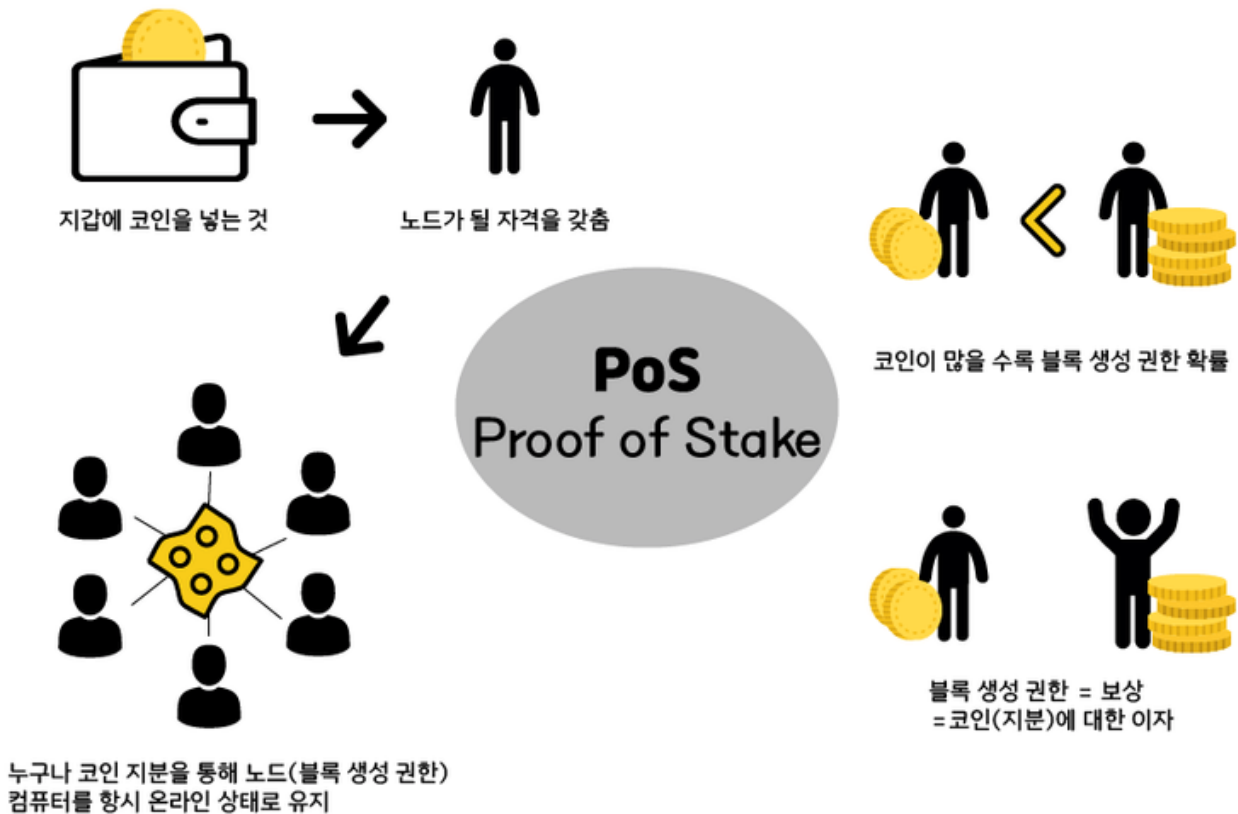 지갑에 코인을 넣는 것
노드가 될 자격을 갖춤
코인이 많을 수록 블록 생성 권한 확률
PoS
Proof of Stake
블록 생성 권한 = 보상
=코인(지분)에 대한 이자
누구나 코인 지분을 통해 노드(블록 생성 권한)
컴퓨터를 항시 온라인 상태로 유지